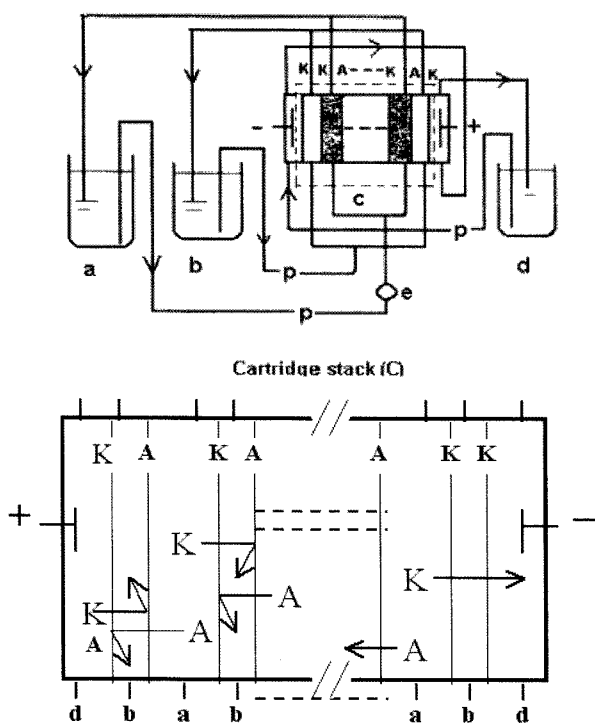 K K A - - - - K A K
- +
c
p p
a b d
p e
Cartridge stack (C)
K A K A A K K
+ −
K K
K A
A A A
d b a b a b d